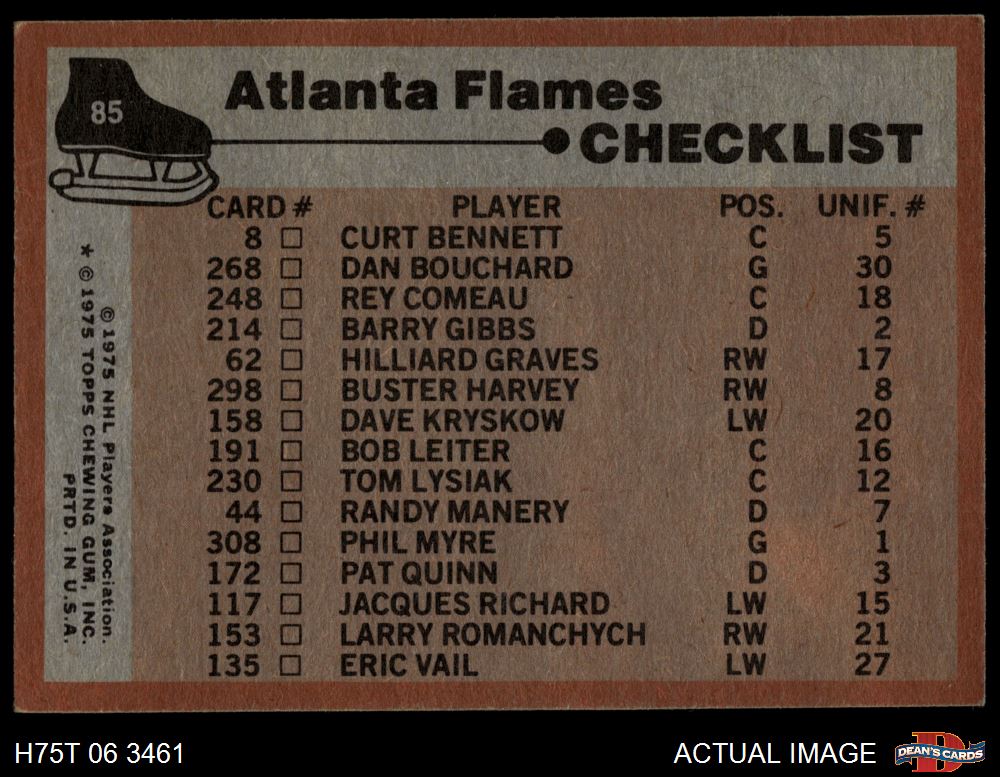 85
Atlanta Flames
CHECKLIST
CARD # PLAYER POS. UNIF. #
8 CURT BENNETT C 5
268 DAN BOUCHARD G 30
248 REY COMEAU C 18
214 BARRY GIBBS D 2
62 HILLIARD GRAVES RW 17
298 BUSTER HARVEY RW 8
158 DAVE KRYSKOW LW 20
191 BOB LEITER C 16
230 TOM LYSIAK C 12
44 RANDY MANERY D 7
308 PHIL MYRE G 1
172 PAT QUINN D 3
117 JACQUES RICHARD LW 15
153 LARRY ROMANCHYCH RW 21
135 ERIC VAIL LW 27
© 1975 NHL Players Association.
* © 1975 TOPPS CHEWING GUM, INC.
PRTD. IN U.S.A.
H75T 06 3461
ACTUAL IMAGE
D
DEAN'S CARDS